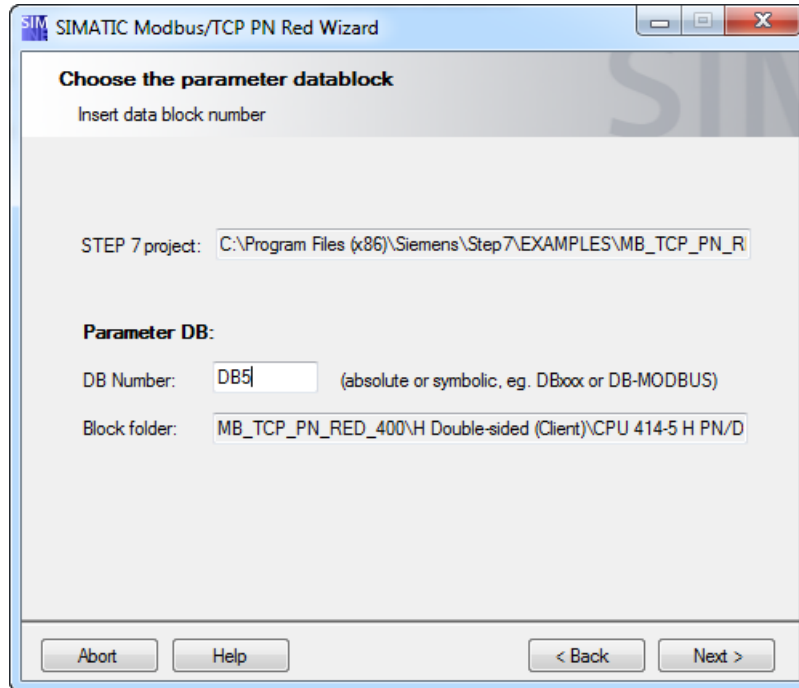 SIMATIC Modbus/TCP PN Red Wizard
Choose the parameter datablock
Insert data block number
STEP 7 project: C:\Program Files (x86)\Siemens\Step7\EXAMPLES\MB_TCP_PN_R
Parameter DB:
DB Number: DB5 (absolute or symbolic, eg. DBxxx or DB-MODBUS)
Block folder: MB_TCP_PN_RED_400\H Double-sided (Client)\CPU 414-5 H PN/D
Abort Help < Back Next >